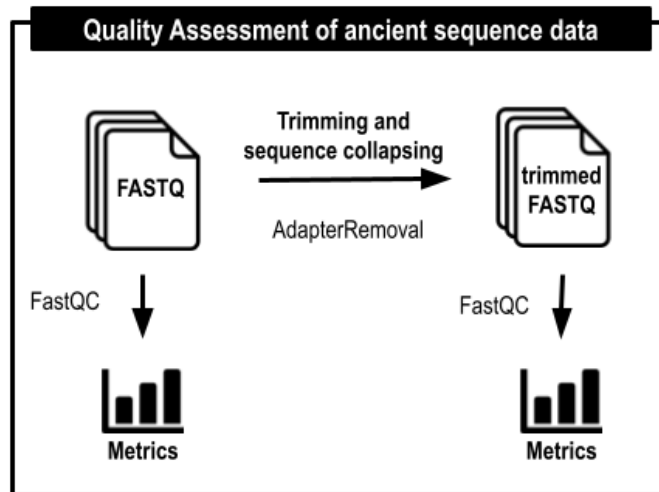 Quality Assessment of ancient sequence data
FASTQ
Trimming and
sequence collapsing
AdapterRemoval
trimmed
FASTQ
FastQC
FastQC
Metrics
Metrics